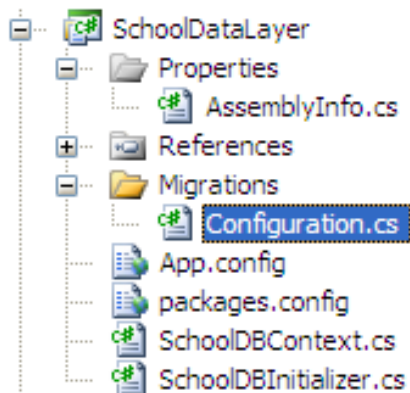 SchoolDataLayer
Properties
AssemblyInfo.cs
References
Migrations
Configuration.cs
App.config
packages.config
SchoolDBContext.cs
SchoolDBInitializer.cs